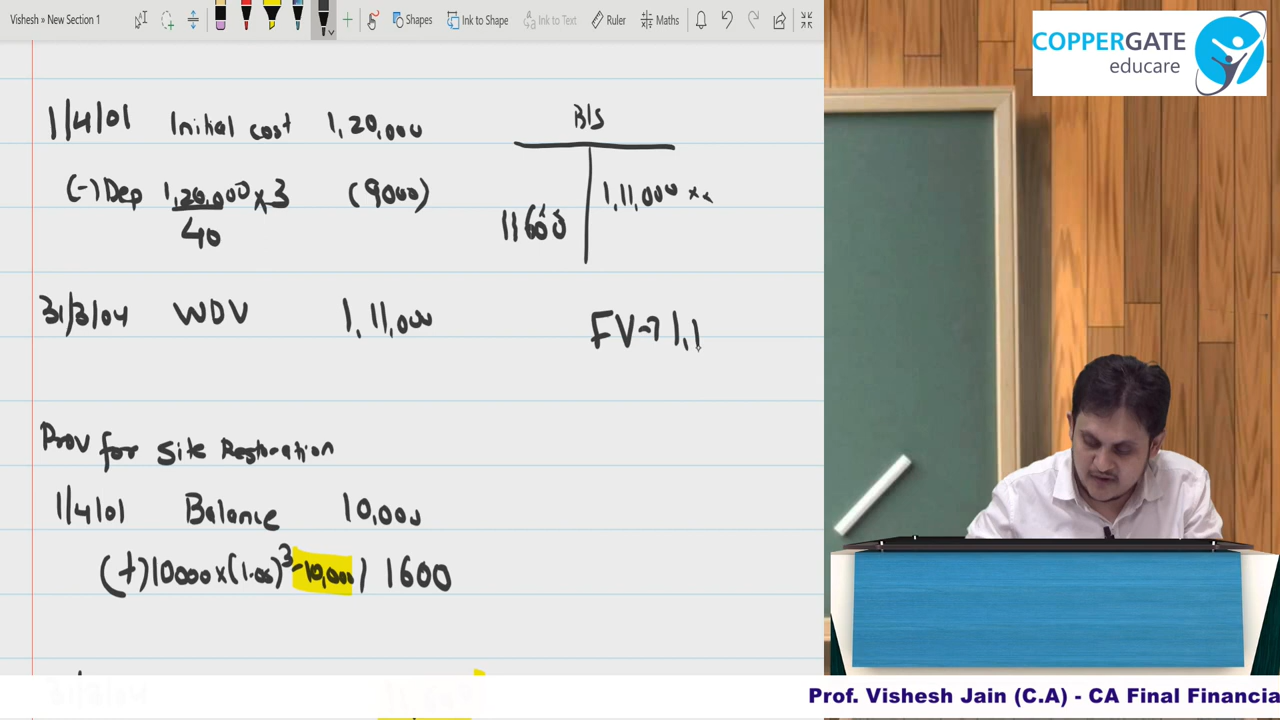 Vishesh » New Section 1
Shapes
Ink to Shape
Ink to Text
Ruler
Maths
COPPERGATE
educare
1/4/01 Initial cost 1,20,000
(-) Dep 1,20,000 x 3 (9000)
40
31/3/04 WDV 1,11,000
B/S
11600 1,11,000 xx
FV→ 1,1
Prov for Site Restoration
1/4/01 Balance 10,000
(+) 10000 x (1.05)³ - 10,000) 1600
Prof. Vishesh Jain (C.A) - CA Final Financia